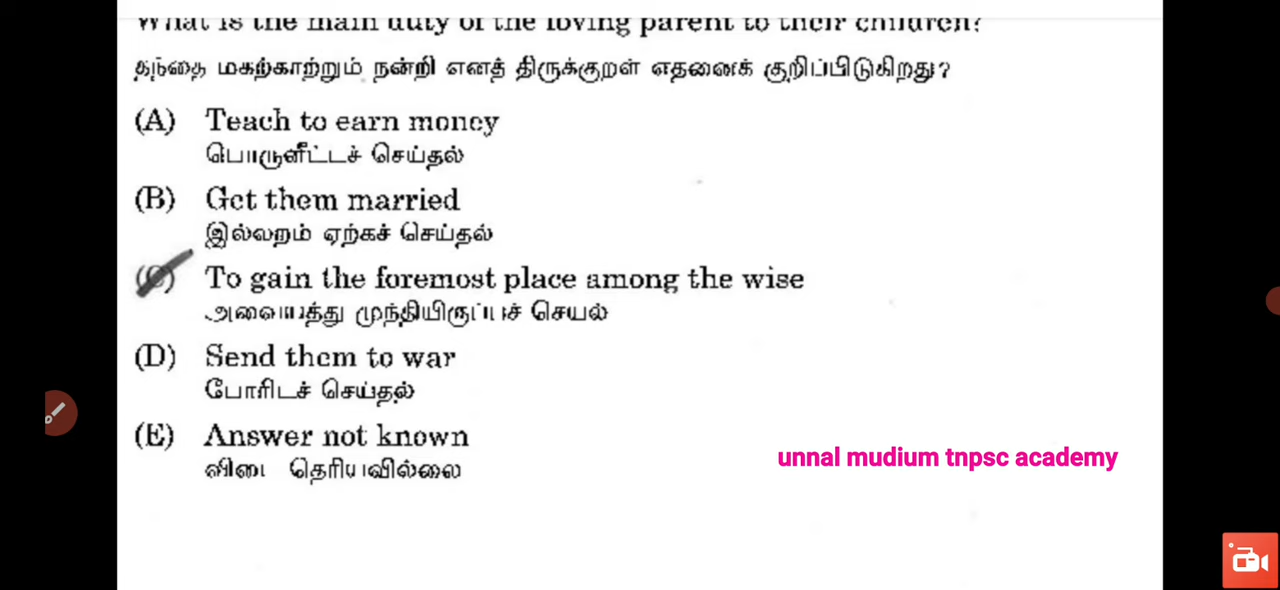 What is the main duty of the loving parent to their children?
தந்தை மகற்காற்றும் நன்றி எனத் திருக்குறள் எதனைக் குறிப்பிடுகிறது?
(A) Teach to earn money
பொருளீட்டச் செய்தல்
(B) Get them married
இல்லறம் ஏற்கச் செய்தல்
(C) To gain the foremost place among the wise
அவையத்து முந்தியிருப்பச் செயல்
(D) Send them to war
போரிடச் செய்தல்
(E) Answer not known
விடை தெரியவில்லை
unnal mudium tnpsc academy